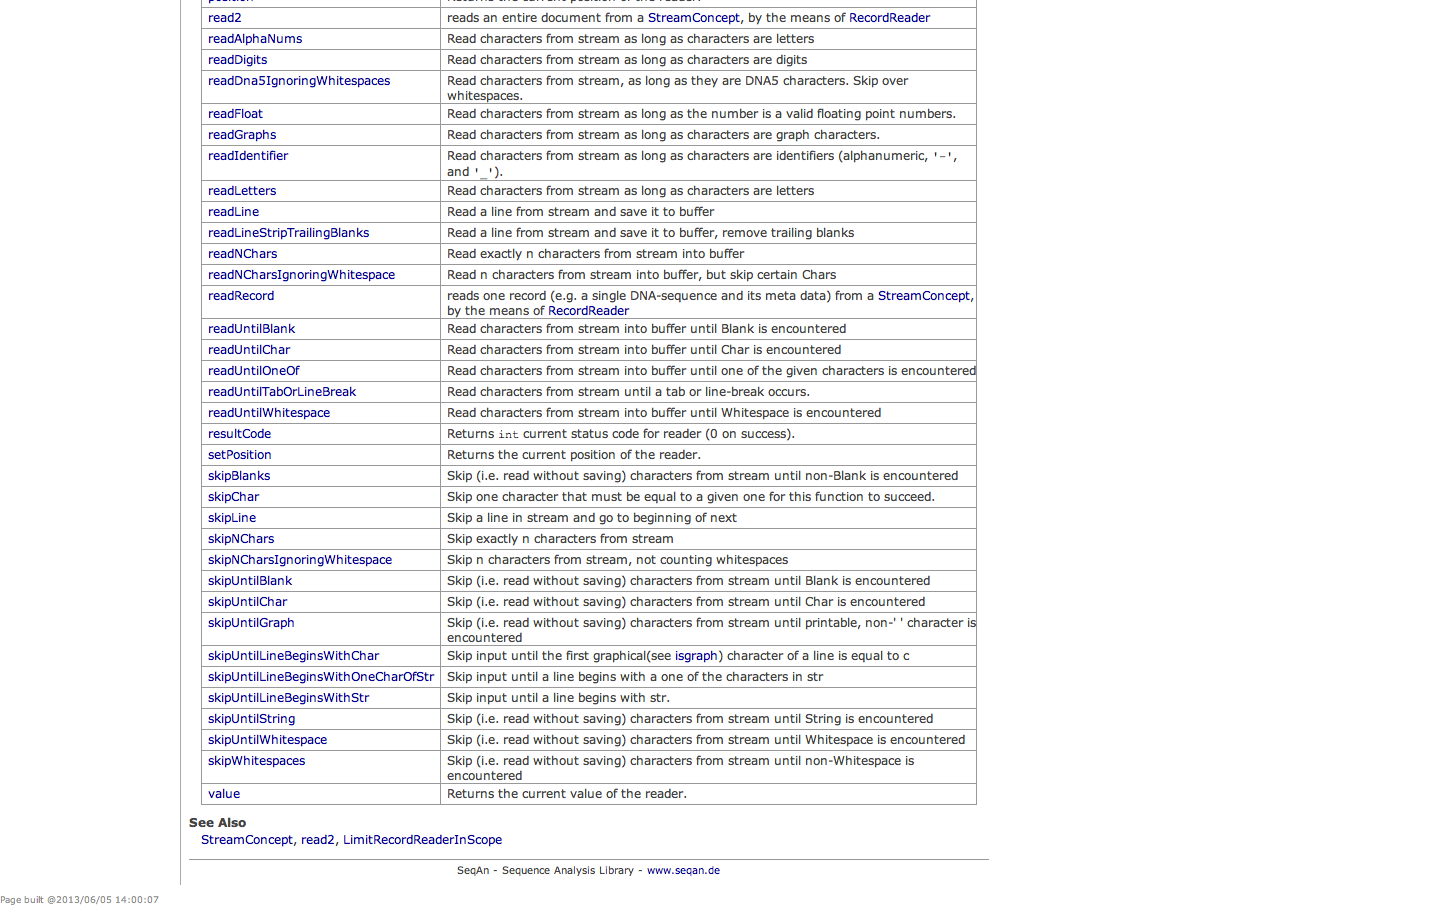 position Returns the current position of the reader.
read2 reads an entire document from a StreamConcept, by the means of RecordReader
readAlphaNums Read characters from stream as long as characters are letters
readDigits Read characters from stream as long as characters are digits
readDna5IgnoringWhitespaces Read characters from stream, as long as they are DNA5 characters. Skip over
whitespaces.
readFloat Read characters from stream as long as the number is a valid floating point numbers.
readGraphs Read characters from stream as long as characters are graph characters.
readIdentifier Read characters from stream as long as characters are identifiers (alphanumeric, '-',
and '_').
readLetters Read characters from stream as long as characters are letters
readLine Read a line from stream and save it to buffer
readLineStripTrailingBlanks Read a line from stream and save it to buffer, remove trailing blanks
readNChars Read exactly n characters from stream into buffer
readNCharsIgnoringWhitespace Read n characters from stream into buffer, but skip certain Chars
readRecord reads one record (e.g. a single DNA-sequence and its meta data) from a StreamConcept,
by the means of RecordReader
readUntilBlank Read characters from stream into buffer until Blank is encountered
readUntilChar Read characters from stream into buffer until Char is encountered
readUntilOneOf Read characters from stream into buffer until one of the given characters is encountered
readUntilTabOrLineBreak Read characters from stream until a tab or line-break occurs.
readUntilWhitespace Read characters from stream into buffer until Whitespace is encountered
resultCode Returns int current status code for reader (0 on success).
setPosition Returns the current position of the reader.
skipBlanks Skip (i.e. read without saving) characters from stream until non-Blank is encountered
skipChar Skip one character that must be equal to a given one for this function to succeed.
skipLine Skip a line in stream and go to beginning of next
skipNChars Skip exactly n characters from stream
skipNCharsIgnoringWhitespace Skip n characters from stream, not counting whitespaces
skipUntilBlank Skip (i.e. read without saving) characters from stream until Blank is encountered
skipUntilChar Skip (i.e. read without saving) characters from stream until Char is encountered
skipUntilGraph Skip (i.e. read without saving) characters from stream until printable, non-' ' character is
encountered
skipUntilLineBeginsWithChar Skip input until the first graphical(see isgraph) character of a line is equal to c
skipUntilLineBeginsWithOneCharOfStr Skip input until a line begins with a one of the characters in str
skipUntilLineBeginsWithStr Skip input until a line begins with str.
skipUntilString Skip (i.e. read without saving) characters from stream until String is encountered
skipUntilWhitespace Skip (i.e. read without saving) characters from stream until Whitespace is encountered
skipWhitespaces Skip (i.e. read without saving) characters from stream until non-Whitespace is
encountered
value Returns the current value of the reader.
See Also
StreamConcept, read2, LimitRecordReaderInScope
SeqAn - Sequence Analysis Library - www.seqan.de
Page built @2013/06/05 14:00:07